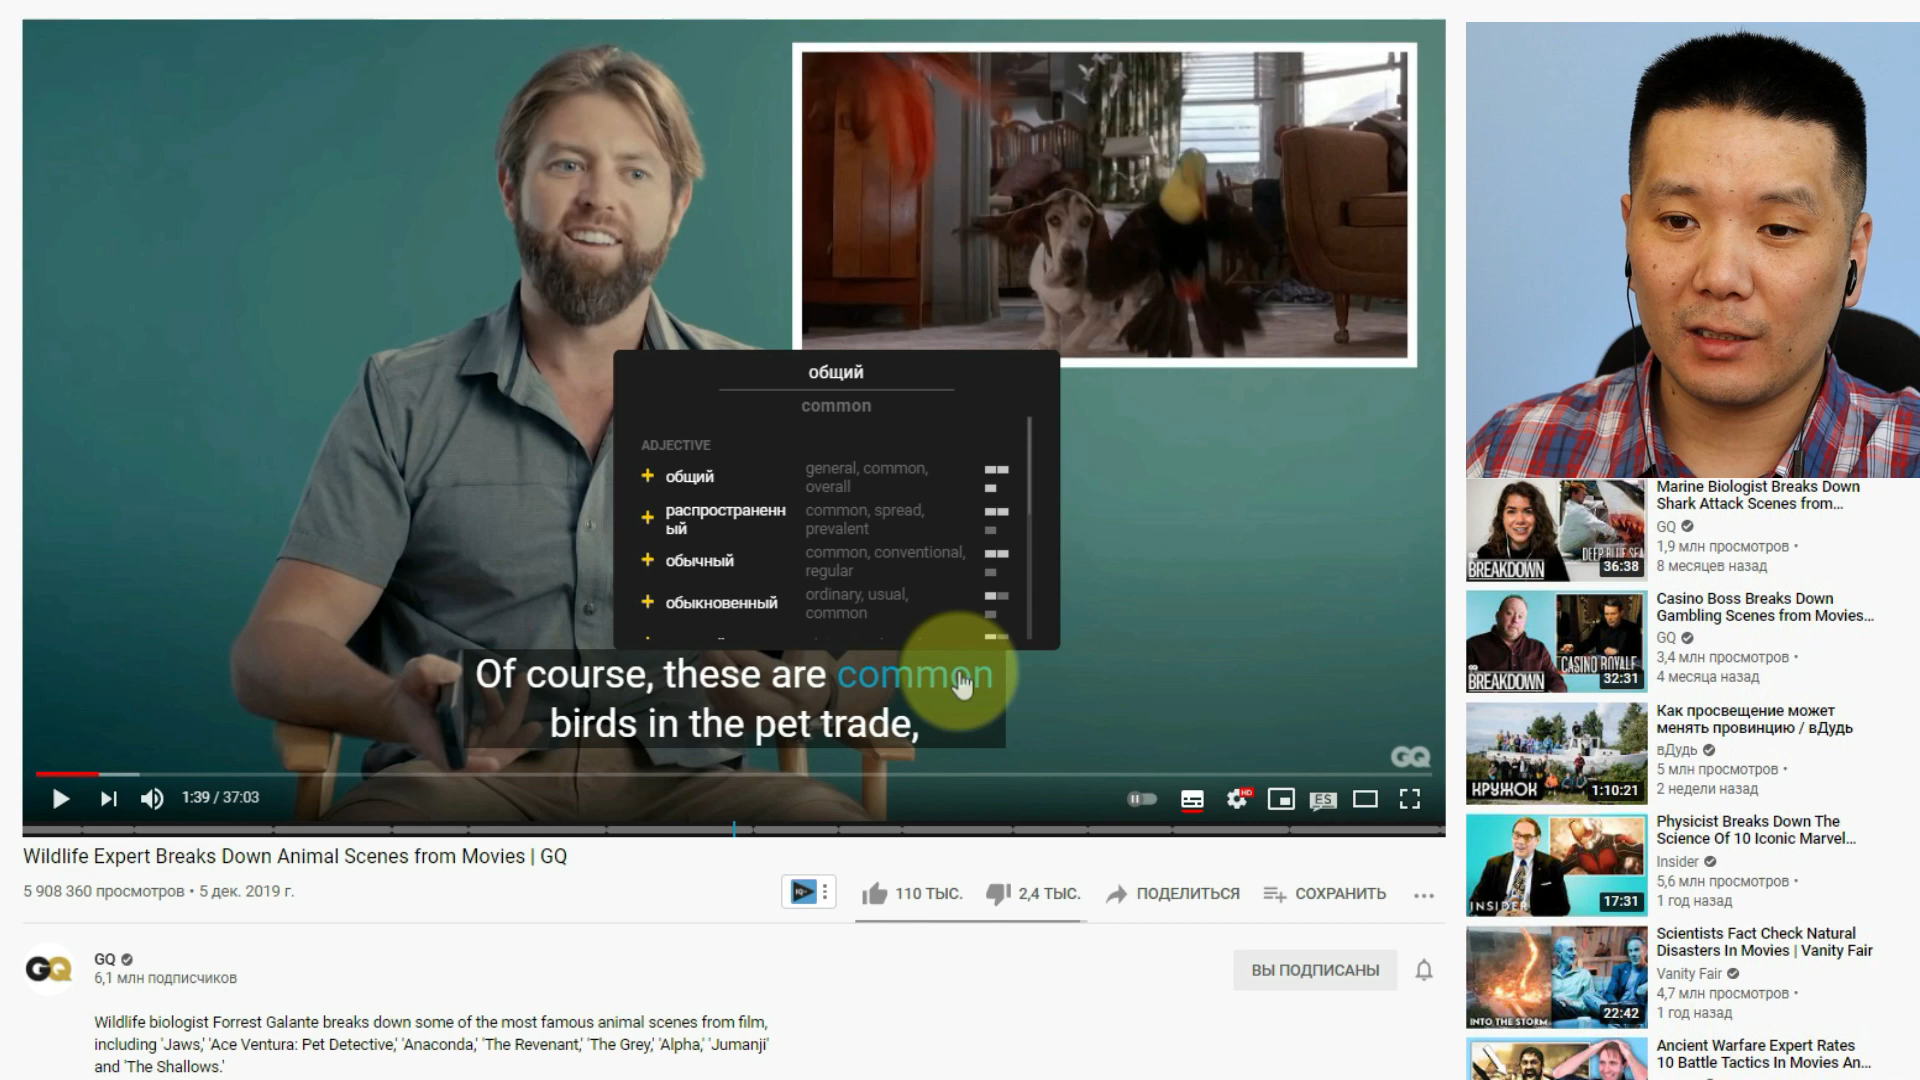 общий
common
ADJECTIVE
общий
general, common,
overall
распространенн
ый
common, spread,
prevalent
обычный
common, conventional,
regular
обыкновенный
ordinary, usual,
common
Of course, these are common
birds in the pet trade,
GQ
1:39 / 37:03
HD
ES
Wildlife Expert Breaks Down Animal Scenes from Movies | GQ
5 908 360 просмотров • 5 дек. 2019 г.
110 ТЫС.
2,4 ТЫС.
ПОДЕЛИТЬСЯ
СОХРАНИТЬ
GQ
GQ
6,1 млн подписчиков
ВЫ ПОДПИСАНЫ
Wildlife biologist Forrest Galante breaks down some of the most famous animal scenes from film,
including 'Jaws,' 'Ace Ventura: Pet Detective,' 'Anaconda,' 'The Revenant,' 'The Grey,' 'Alpha,' 'Jumanji'
and 'The Shallows.'
DEEP BLUE SEA
BREAKDOWN
36:38
Marine Biologist Breaks Down
Shark Attack Scenes from...
GQ
1,9 млн просмотров •
8 месяцев назад
CASINO ROYALE
BREAKDOWN
32:31
Casino Boss Breaks Down
Gambling Scenes from Movies...
GQ
3,4 млн просмотров •
4 месяца назад
КРУЖОК
1:10:21
Как просвещение может
менять провинцию / вДудь
вДудь
5 млн просмотров •
2 недели назад
INSIDER
17:31
Physicist Breaks Down The
Science Of 10 Iconic Marvel...
Insider
5,6 млн просмотров •
1 год назад
INTO THE STORM
22:42
Scientists Fact Check Natural
Disasters In Movies | Vanity Fair
Vanity Fair
4,7 млн просмотров •
1 год назад
Ancient Warfare Expert Rates
10 Battle Tactics In Movies An...